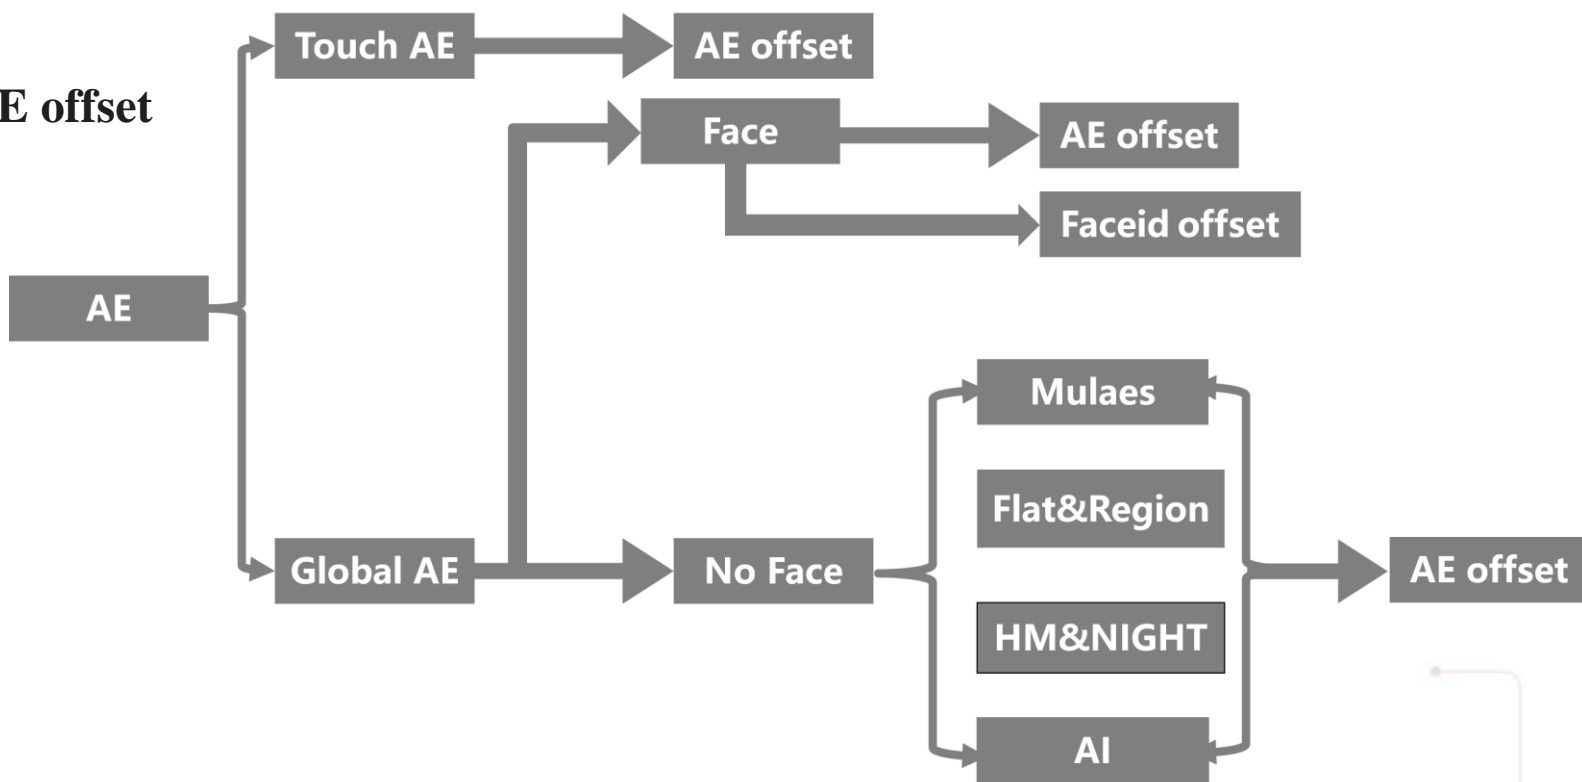 Touch AE
AE offset
E offset
Face
AE offset
Faceid offset
AE
Mulaes
Flat&Region
Global AE
No Face
AE offset
HM&NIGHT
AI